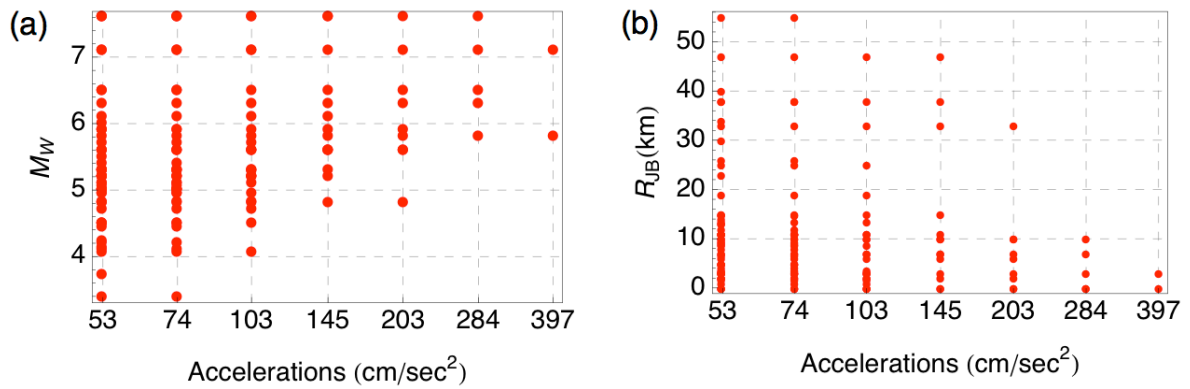 (a)
7
6
5
4
M_W
53 74 103 145 203 284 397
Accelerations (cm/sec²)
(b)
50
40
30
20
10
0
R_JB(km)
53 74 103 145 203 284 397
Accelerations (cm/sec²)